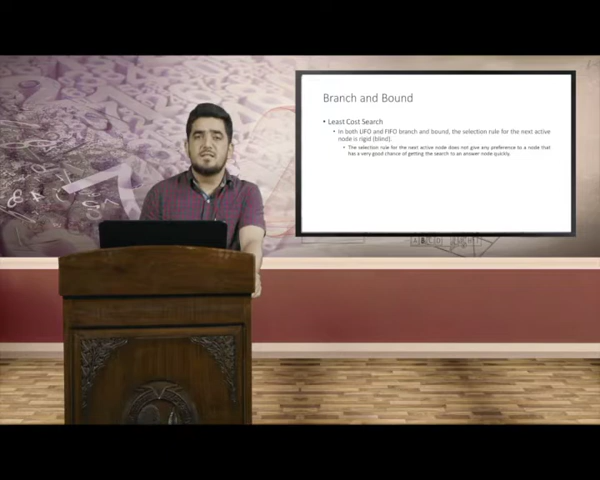 Branch and Bound
• Least Cost Search
• In both LIFO and FIFO branch and bound, the selection rule for the next active
node is rigid (blind).
• The selection rule for the next active node does not give any preference to a node that
has a very good chance of getting the search to an answer node quickly.